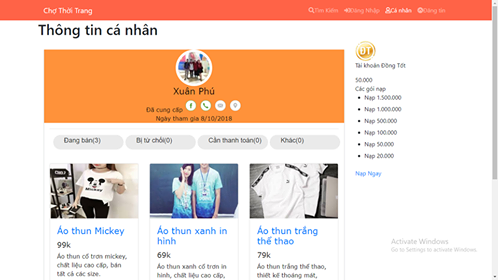 Chợ Thời Trang
Tìm Kiếm
Đăng Nhập
Cá nhân
Đăng tin
Thông tin cá nhân
Xuân Phú
Đã cung cấp
Ngày tham gia 8/10/2018
Đang bán(3)
Bị từ chối(0)
Cần thanh toán(0)
Khác(0)
Áo thun Mickey
99k
Áo thun cổ tròn mickey,
chất liệu cao cấp, bán
tất cả các size.
Áo thun xanh in
hình
69k
Áo thun xanh cổ tròn in
hình, chất liệu cao cấp,
Áo thun trắng
thể thao
79k
Áo thun trắng thể thao,
thiết kế thoáng mát,
ĐT
Tài khoản Đồng Tốt
50.000
Các gói nạp
Nạp 1.500.000
Nạp 1.000.000
Nạp 500.000
Nạp 100.000
Nạp 50.000
Nạp 20.000
Nạp Ngay
Activate Windows
Go to Settings to activate Windows.